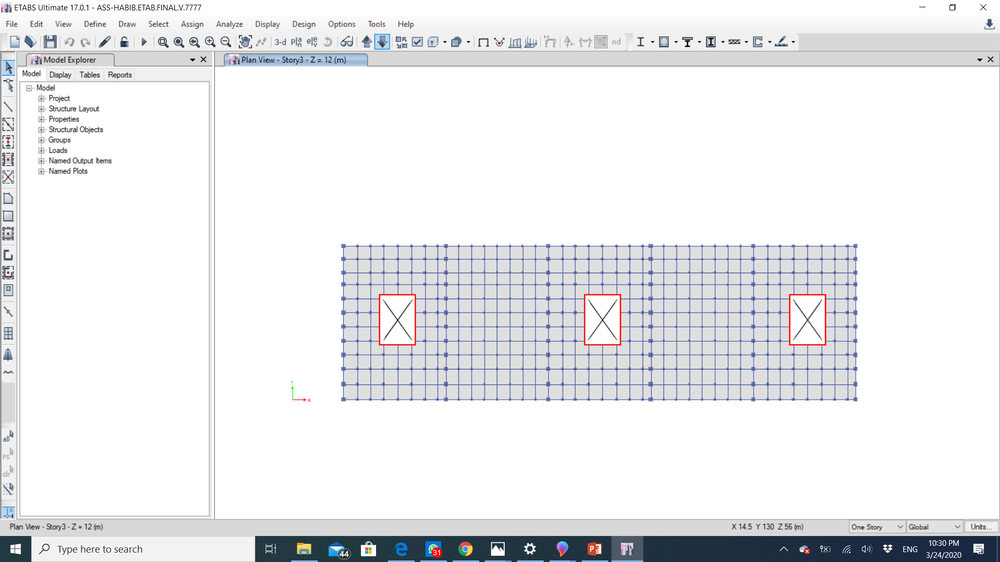 ETABS Ultimate 17.0.1 - ASS-HABIB.ETAB.FINAL.V.7777
File Edit View Define Draw Select Assign Analyze Display Design Options Tools Help
3-d nd
Model Explorer
Plan View - Story3 - Z = 12 (m)
Model Display Tables Reports
Model
Project
Structure Layout
Properties
Structural Objects
Groups
Loads
Named Output Items
Named Plots
Y
X
all
ps
clr
Plan View - Story3 - Z = 12 (m)
X 14.5 Y 130 Z 56 (m)
One Story
Global
Units...
Type here to search
44
31
ENG
10:30 PM
3/24/2020